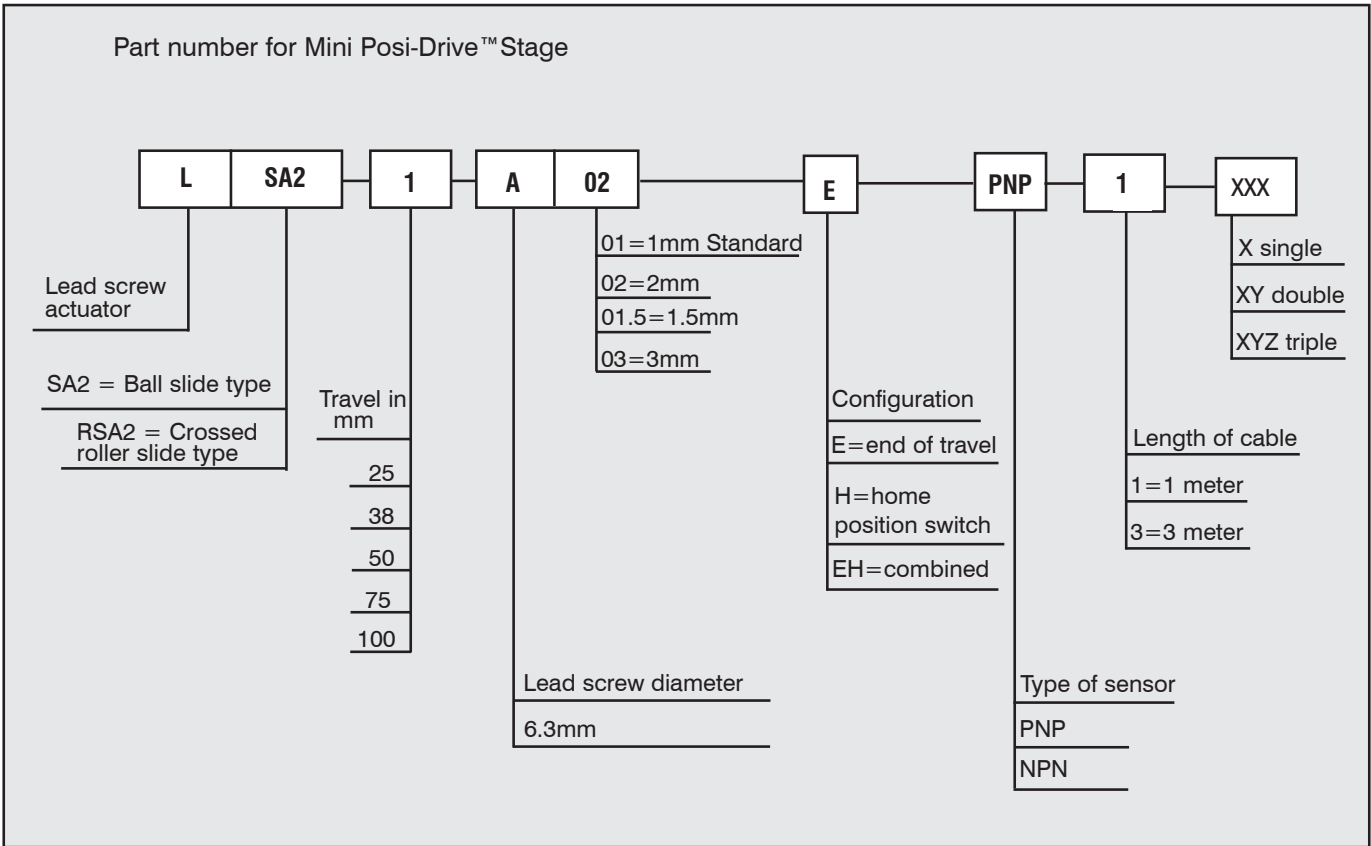 Part number for Mini Posi-Drive™Stage
L SA2 1 A 02 E PNP 1 XXX
Lead screw
actuator
SA2 = Ball slide type
RSA2 = Crossed
roller slide type
Travel in
mm
25
38
50
75
100
Lead screw diameter
6.3mm
01=1mm Standard
02=2mm
01.5=1.5mm
03=3mm
Configuration
E=end of travel
H=home
position switch
EH=combined
Type of sensor
PNP
NPN
Length of cable
1=1 meter
3=3 meter
X single
XY double
XYZ triple